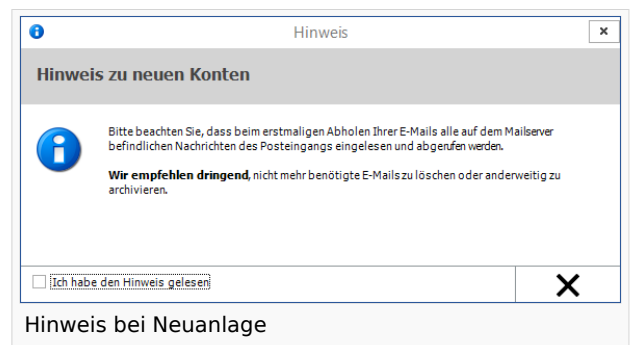 Hinweis
Hinweis zu neuen Konten
Bitte beachten Sie, dass beim erstmaligen Abholen Ihrer E-Mails alle auf dem Mailserver
befindlichen Nachrichten des Posteingangs eingelesen und abgerufen werden.
Wir empfehlen dringend, nicht mehr benötigte E-Mails zu löschen oder anderweitig zu
archivieren.
Ich habe den Hinweis gelesen
Hinweis bei Neuanlage